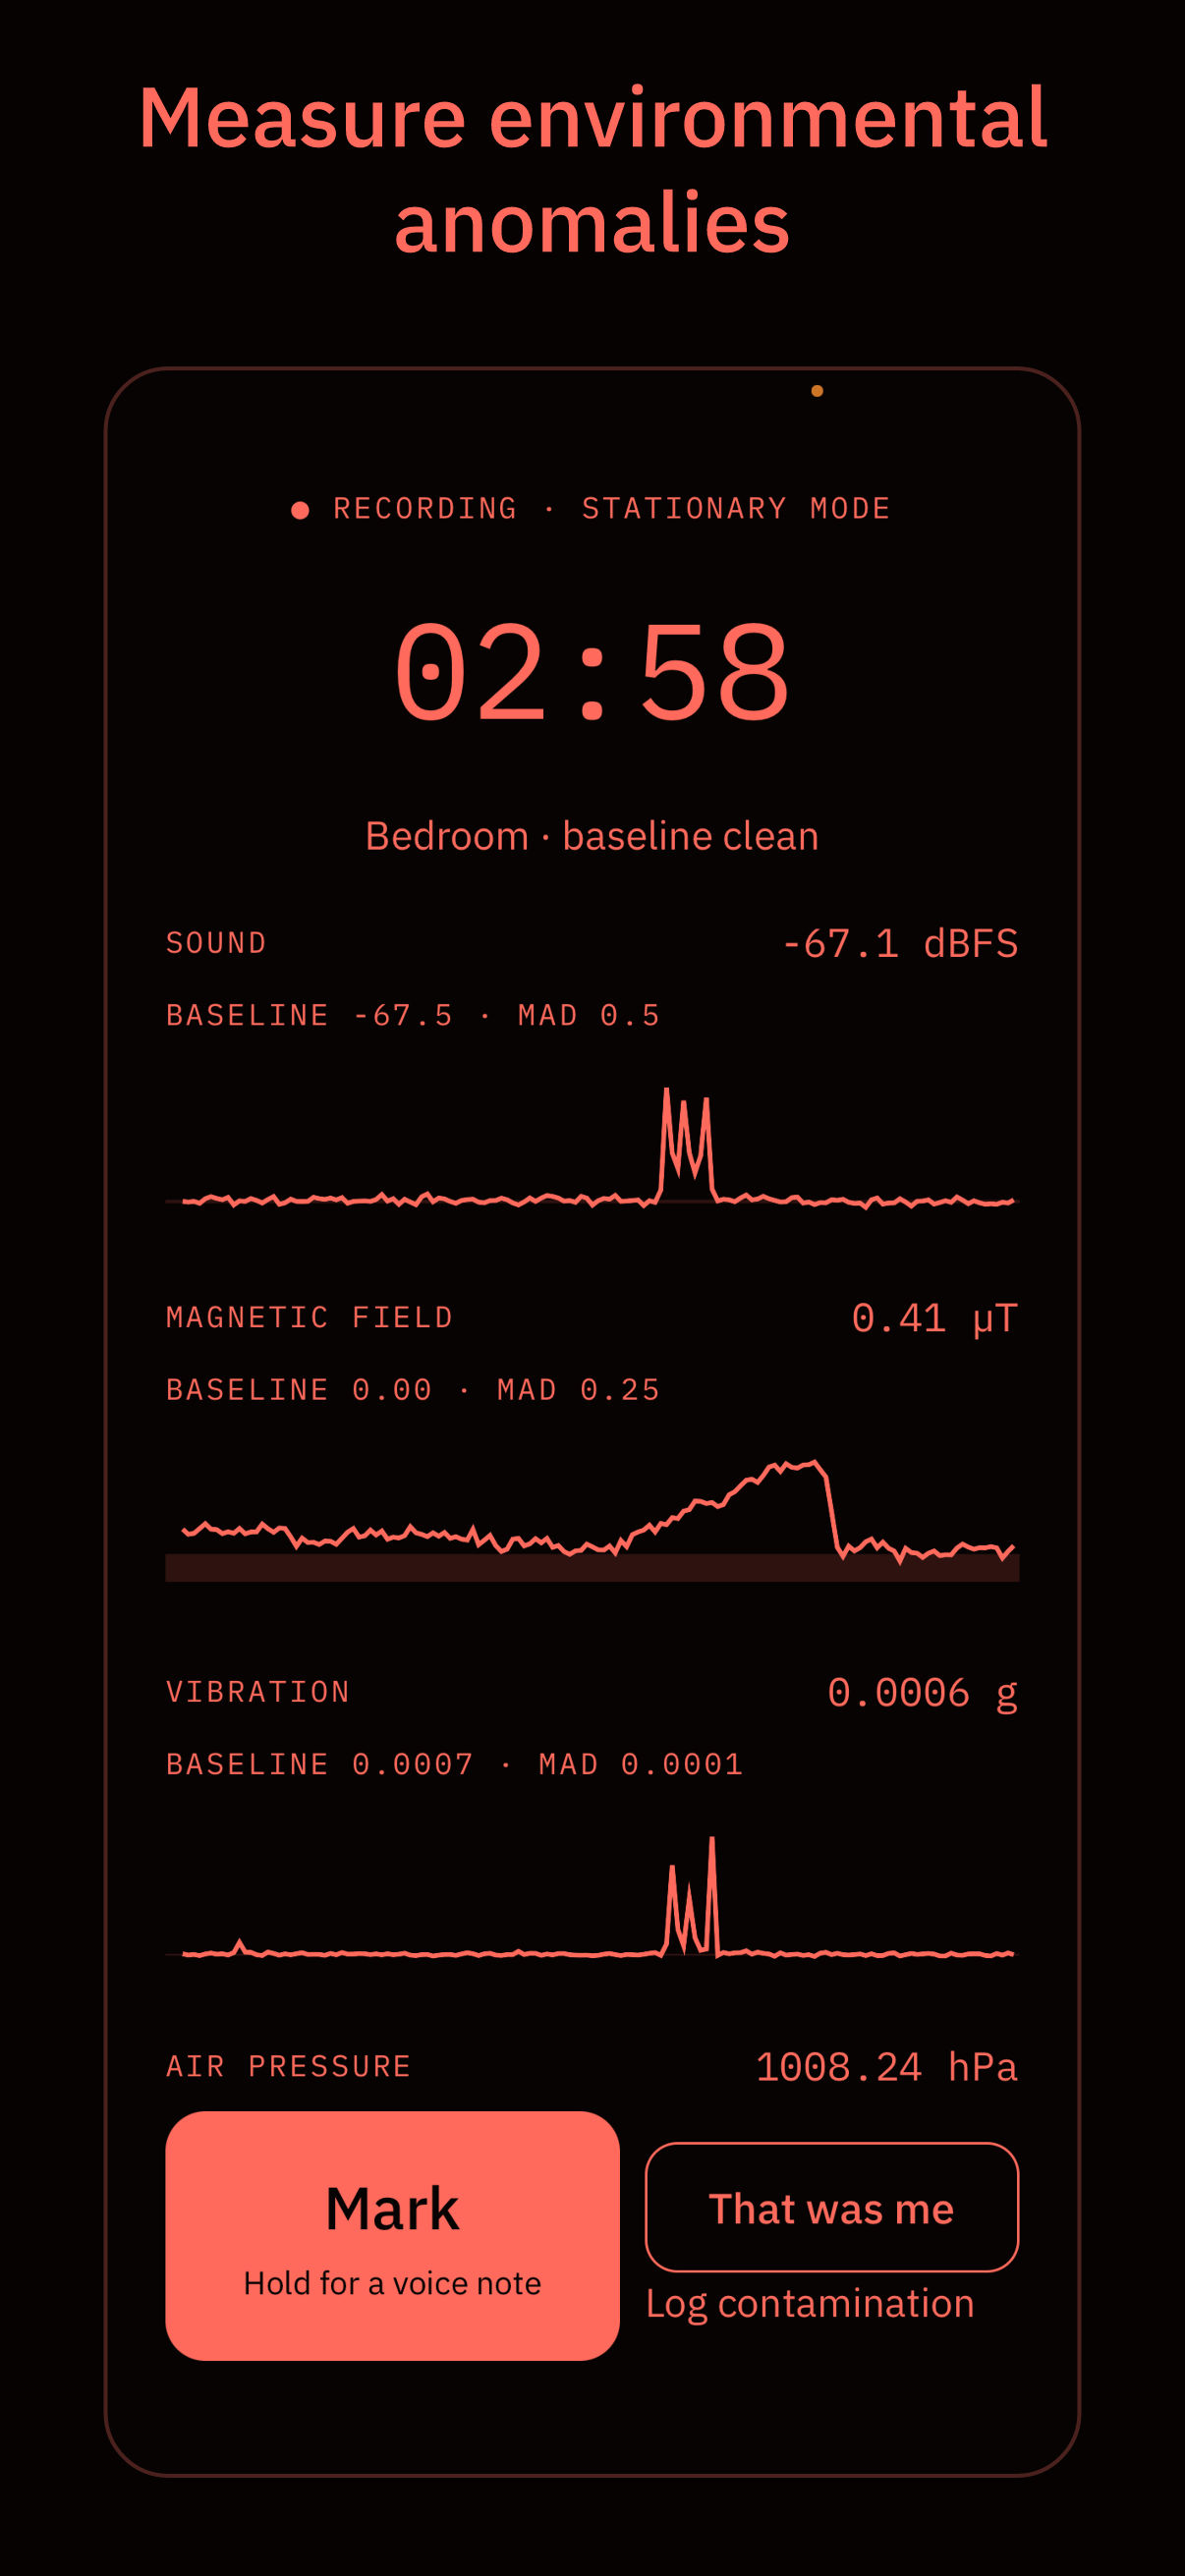 Measure environmental
anomalies
RECORDING · STATIONARY MODE
02:58
Bedroom · baseline clean
SOUND -67.1 dBFS
BASELINE -67.5 · MAD 0.5
MAGNETIC FIELD 0.41 µT
BASELINE 0.00 · MAD 0.25
VIBRATION 0.0006 g
BASELINE 0.0007 · MAD 0.0001
AIR PRESSURE 1008.24 hPa
Mark
Hold for a voice note
That was me
Log contamination